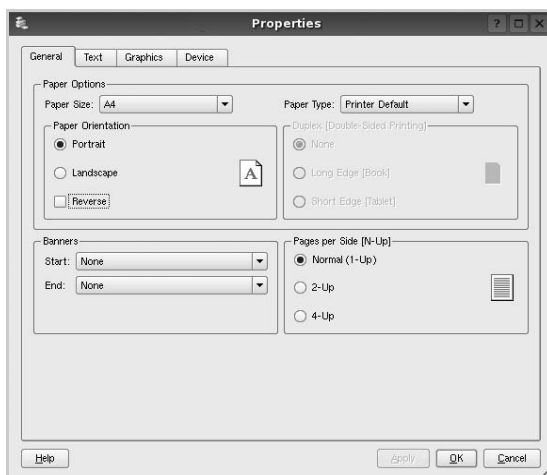 Properties
General Text Graphics Device
Paper Options
Paper Size: A4 Paper Type: Printer Default
Paper Orientation
Portrait
Landscape
Reverse
A
Duplex [Double-Sided Printing]
None
Long Edge [Book]
Short Edge [Tablet]
Banners
Start: None
End: None
Pages per Side [N-Up]
Normal (1-Up)
2-Up
4-Up
Help Apply OK Cancel